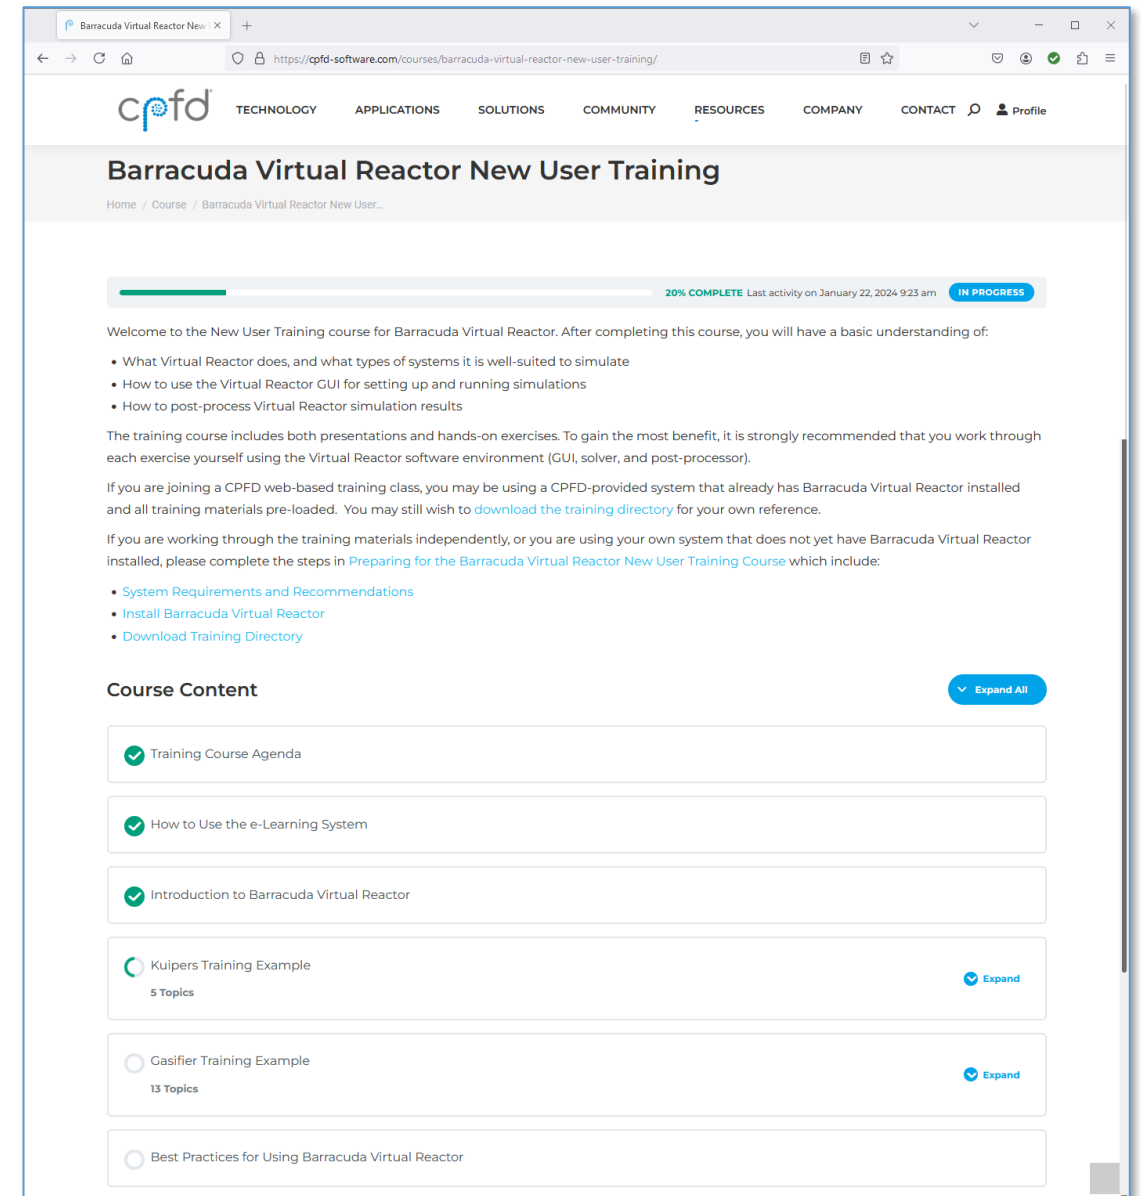 Barracuda Virtual Reactor New
https://cpfd-software.com/courses/barracuda-virtual-reactor-new-user-training/
cpfd TECHNOLOGY APPLICATIONS SOLUTIONS COMMUNITY RESOURCES COMPANY CONTACT Profile
Barracuda Virtual Reactor New User Training
Home / Course / Barracuda Virtual Reactor New User...
20% COMPLETE Last activity on January 22, 2024 9:23 am IN PROGRESS
Welcome to the New User Training course for Barracuda Virtual Reactor. After completing this course, you will have a basic understanding of:
• What Virtual Reactor does, and what types of systems it is well-suited to simulate
• How to use the Virtual Reactor GUI for setting up and running simulations
• How to post-process Virtual Reactor simulation results
The training course includes both presentations and hands-on exercises. To gain the most benefit, it is strongly recommended that you work through
each exercise yourself using the Virtual Reactor software environment (GUI, solver, and post-processor).
If you are joining a CPFD web-based training class, you may be using a CPFD-provided system that already has Barracuda Virtual Reactor installed
and all training materials pre-loaded. You may still wish to download the training directory for your own reference.
If you are working through the training materials independently, or you are using your own system that does not yet have Barracuda Virtual Reactor
installed, please complete the steps in Preparing for the Barracuda Virtual Reactor New User Training Course which include:
• System Requirements and Recommendations
• Install Barracuda Virtual Reactor
• Download Training Directory
Course Content
Expand All
Training Course Agenda
How to Use the e-Learning System
Introduction to Barracuda Virtual Reactor
Kuipers Training Example
5 Topics
Expand
Gasifier Training Example
13 Topics
Expand
Best Practices for Using Barracuda Virtual Reactor